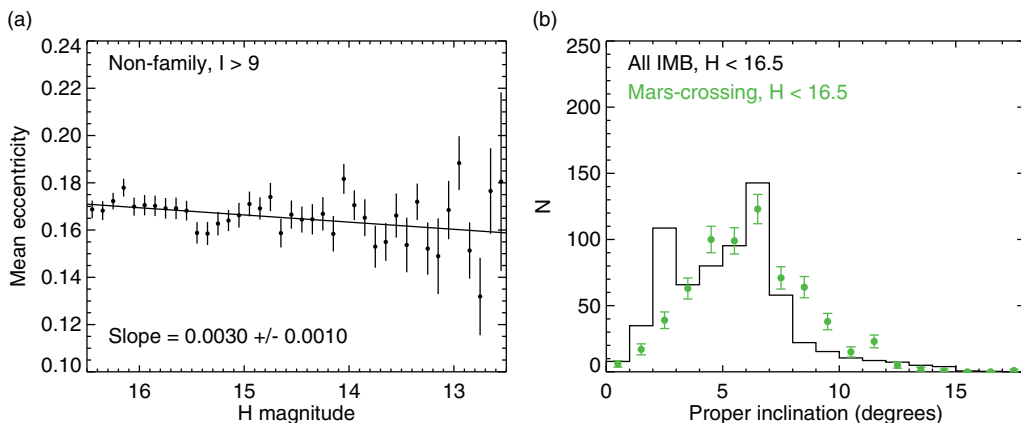 (a)
0.24
0.22
0.20
0.18
0.16
0.14
0.12
0.10
Mean eccentricity
Non-family, I > 9
Slope = 0.0030 +/- 0.0010
16
15
14
13
H magnitude
(b)
250
200
150
100
50
0
N
All IMB, H < 16.5
Mars-crossing, H < 16.5
0
5
10
15
Proper inclination (degrees)